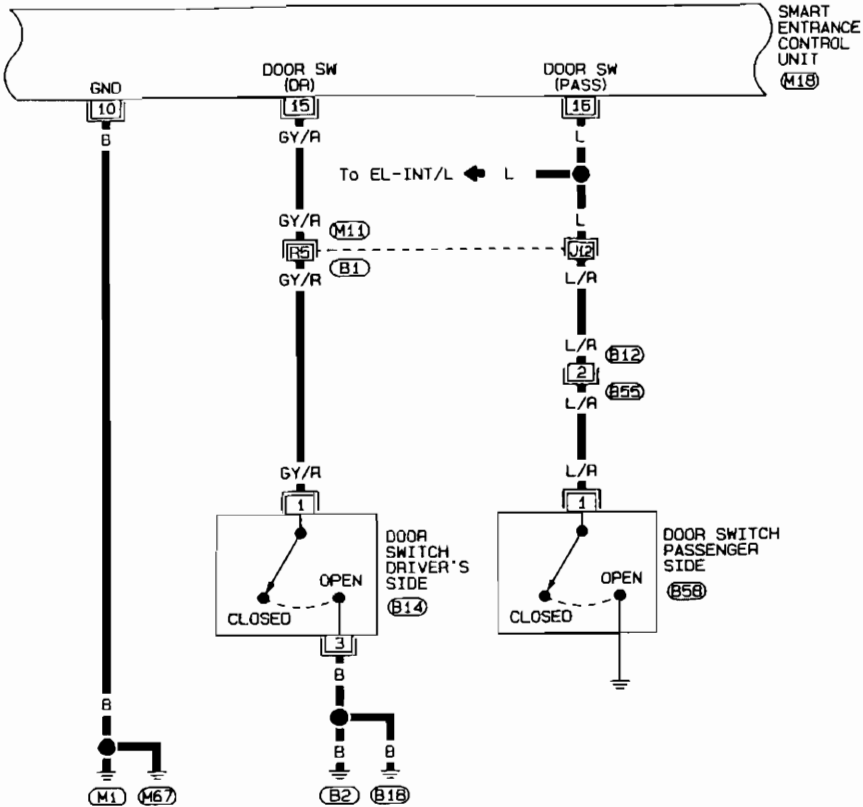 SMART
ENTRANCE
CONTROL
UNIT
M18
GND
DOOR SW
(DR)
DOOR SW
(PASS)
10
15
16
B
GY/R
L
To EL-INT/L
L
GY/R
L
M11
R5
J12
B1
GY/R
L/R
L/R
B12
2
B55
L/R
GY/R
L/R
1
1
DOOR
SWITCH
DRIVER'S
SIDE
B14
DOOR SWITCH
PASSENGER
SIDE
B58
OPEN
CLOSED
OPEN
CLOSED
3
B
B
B
B
B
M1
M67
B2
B18